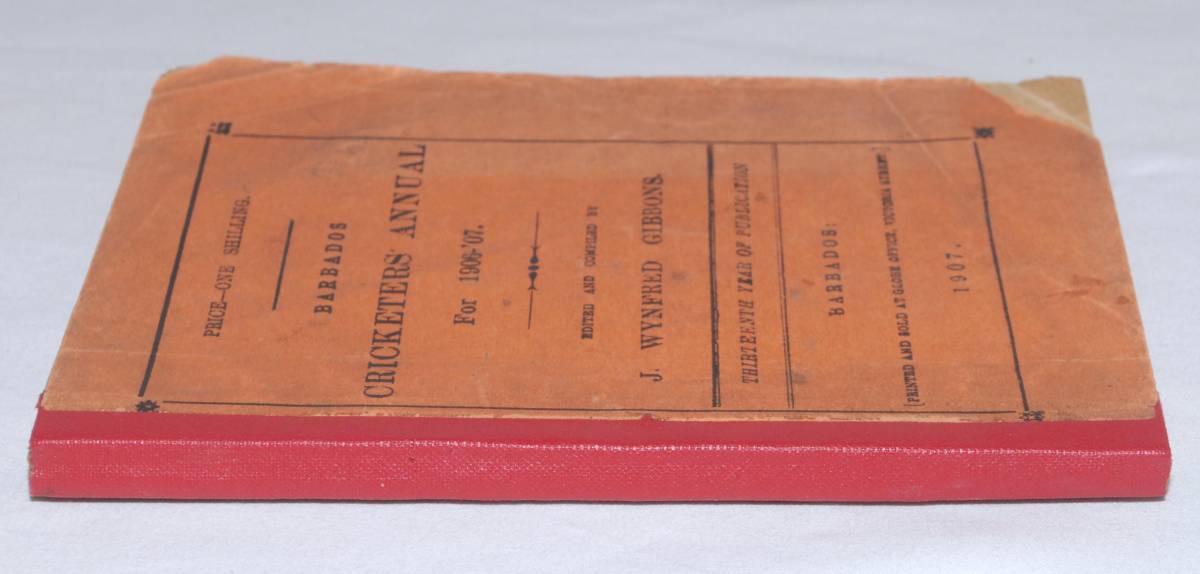 PRICE—ONE SHILLING.
BARBADOS
CRICKETERS' ANNUAL
For 1906-'07.
EDITED AND COMPILED BY
J. WYNFRED GIBBONS.
THIRTEENTH YEAR OF PUBLICATION
BARBADOS:
[PRINTED AND SOLD AT GLOBE OFFICE, VICTORIA STREET]
1907.